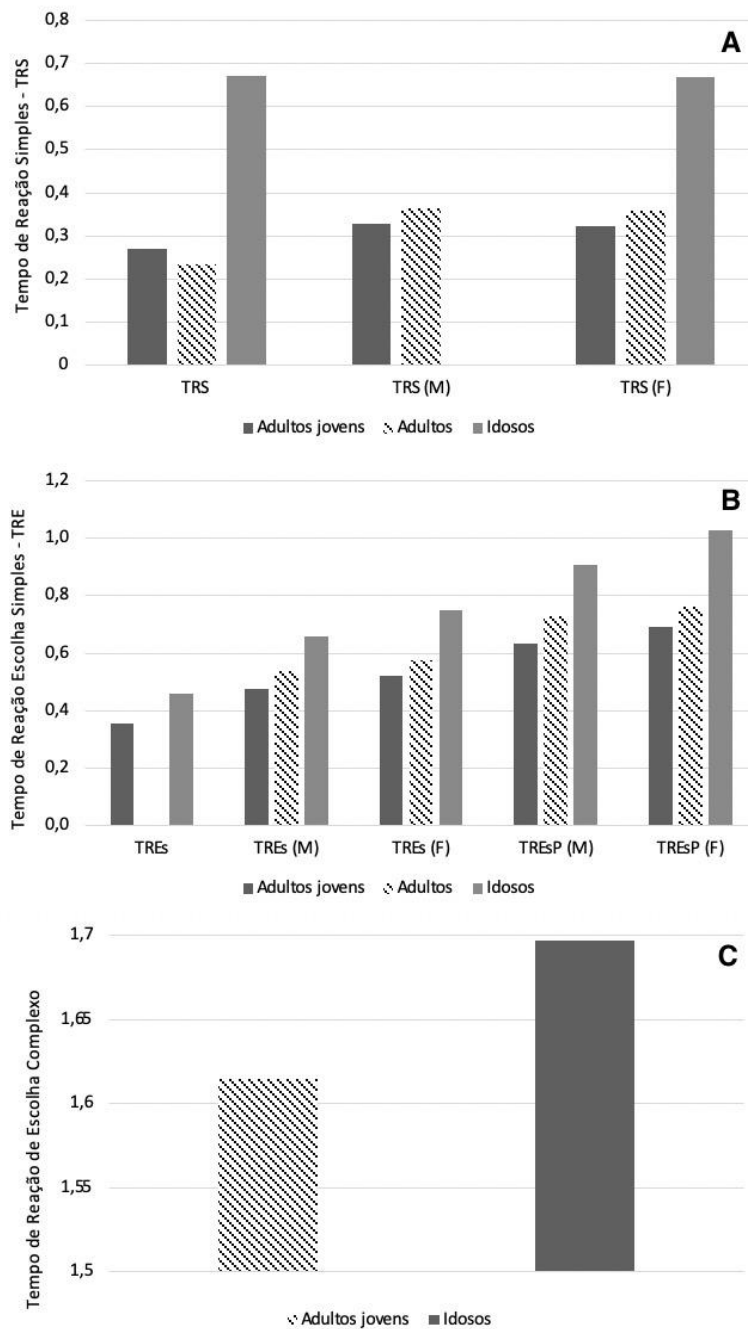 A
Tempo de Reação Simples - TRS
0,8
0,7
0,6
0,5
0,4
0,3
0,2
0,1
0
TRS TRS (M) TRS (F)
Adultos jovens Adultos Idosos
B
Tempo de Reação Escolha Simples - TRE
1,2
1,0
0,8
0,6
0,4
0,2
0,0
TREs TREs (M) TREs (F) TREsP (M) TREsP (F)
Adultos jovens Adultos Idosos
C
Tempo de Reação de Escolha Complexo
1,7
1,65
1,6
1,55
1,5
Adultos jovens Idosos